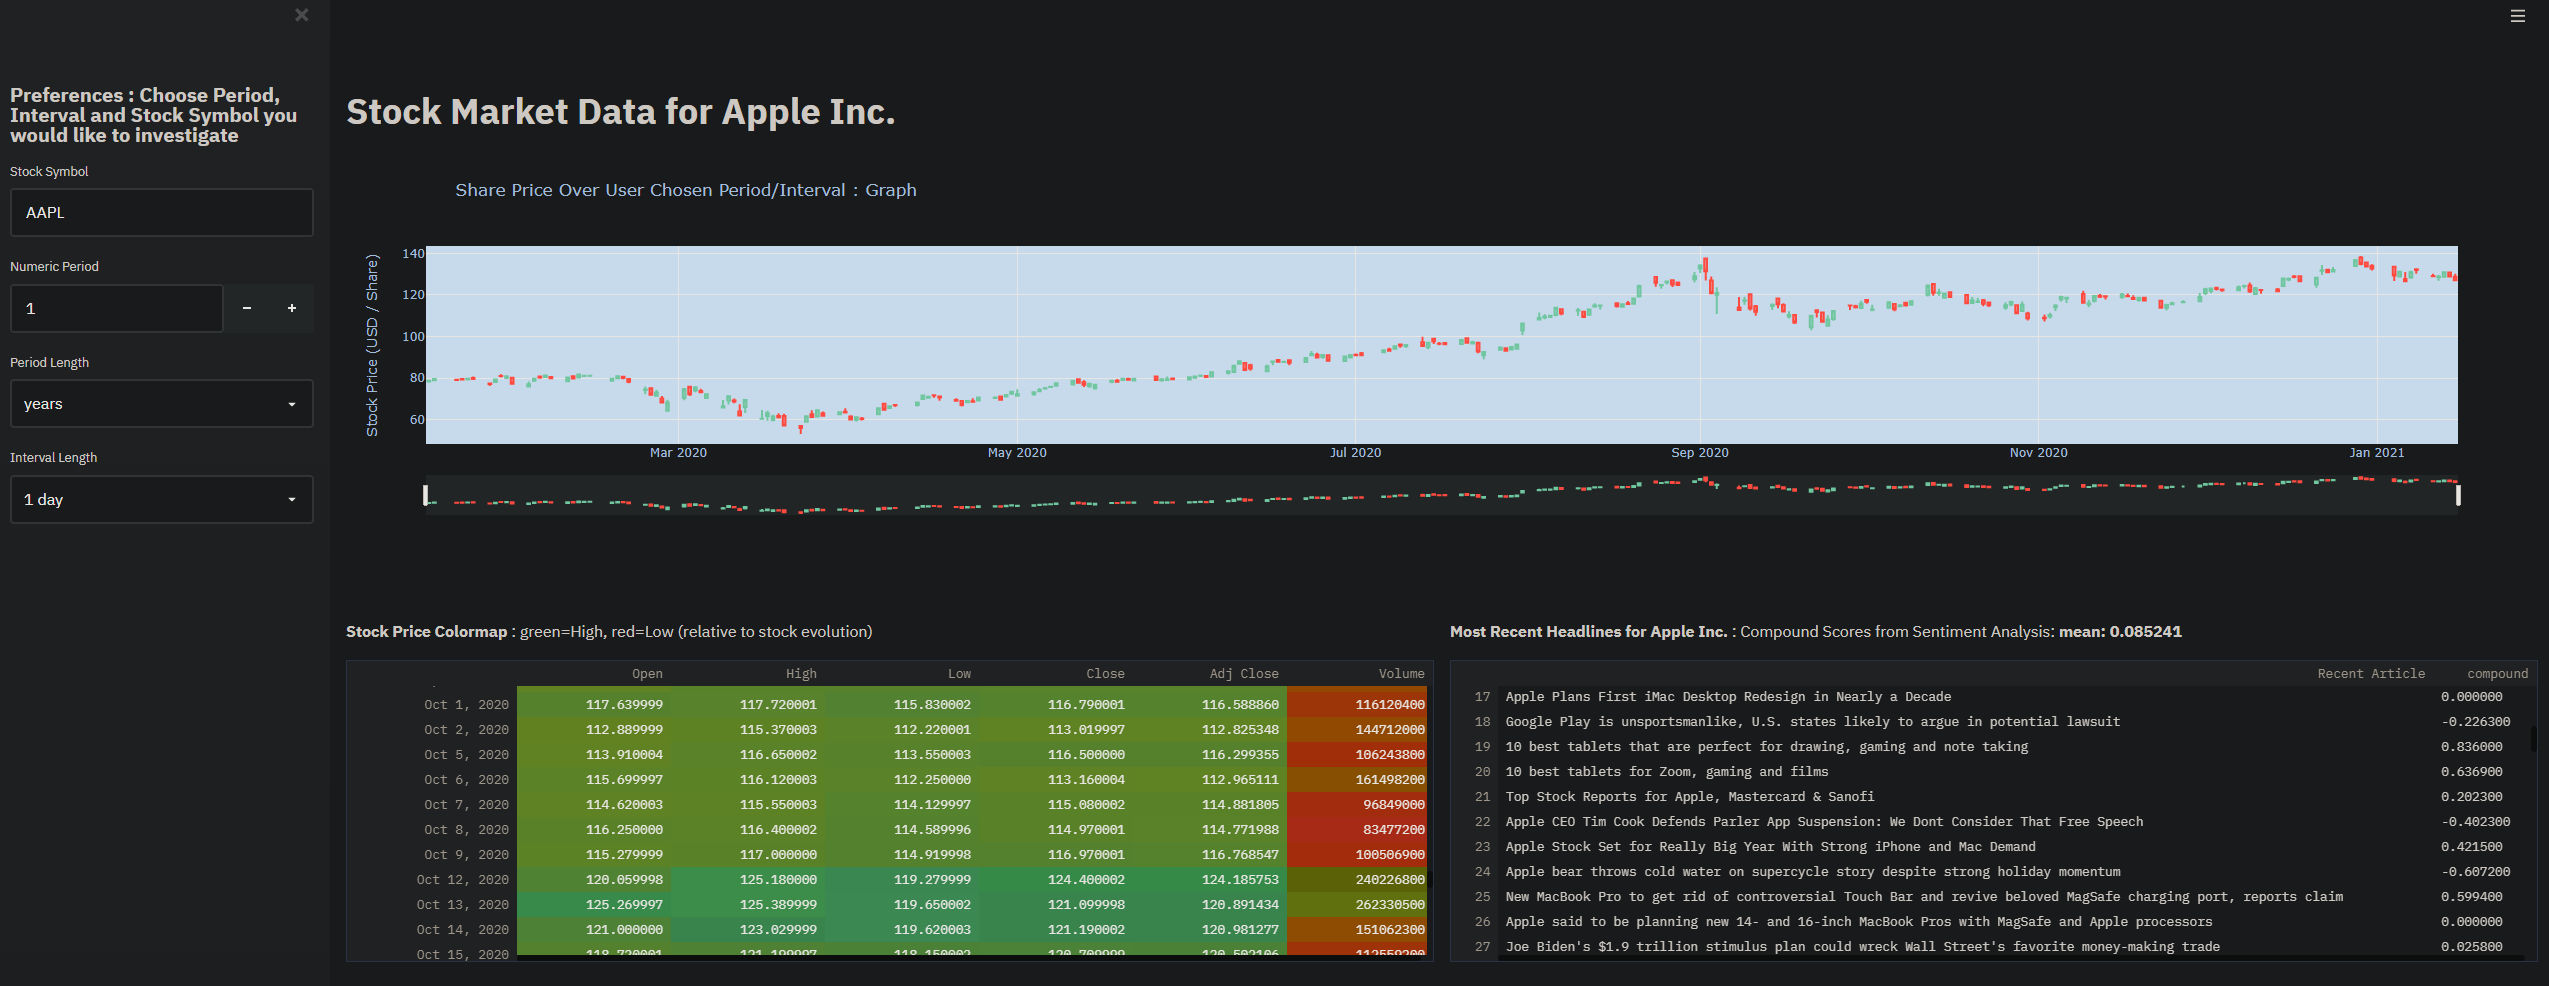 Preferences : Choose Period,
Interval and Stock Symbol you
would like to investigate
Stock Symbol
AAPL
Numeric Period
1
− +
Period Length
years
Interval Length
1 day
Stock Market Data for Apple Inc.
Share Price Over User Chosen Period/Interval : Graph
Stock Price (USD / Share)
140
120
100
80
60
Mar 2020 May 2020 Jul 2020 Sep 2020 Nov 2020 Jan 2021
Stock Price Colormap : green=High, red=Low (relative to stock evolution)
Open High Low Close Adj Close Volume
Oct 1, 2020 117.639999 117.720001 115.830002 116.790001 116.588860 116120400
Oct 2, 2020 112.889999 115.370003 112.220001 113.019997 112.825348 144712000
Oct 5, 2020 113.910004 116.650002 113.550003 116.500000 116.299355 106243800
Oct 6, 2020 115.699997 116.120003 112.250000 113.160004 112.965111 161498200
Oct 7, 2020 114.620003 115.550003 114.129997 115.080002 114.881805 96849000
Oct 8, 2020 116.250000 116.400002 114.589996 114.970001 114.771988 83477200
Oct 9, 2020 115.279999 117.000000 114.919998 116.970001 116.768547 100506900
Oct 12, 2020 120.059998 125.180000 119.279999 124.400002 124.185753 240226800
Oct 13, 2020 125.269997 125.389999 119.650002 121.099998 120.891434 262330500
Oct 14, 2020 121.000000 123.029999 119.620003 121.190002 120.981277 151062300
Oct 15, 2020 118.720001 121.199997 118.150002 120.709999 120.502106 112559200
Most Recent Headlines for Apple Inc. : Compound Scores from Sentiment Analysis: mean: 0.085241
Recent Article compound
17 Apple Plans First iMac Desktop Redesign in Nearly a Decade 0.000000
18 Google Play is unsportsmanlike, U.S. states likely to argue in potential lawsuit -0.226300
19 10 best tablets that are perfect for drawing, gaming and note taking 0.836000
20 10 best tablets for Zoom, gaming and films 0.636900
21 Top Stock Reports for Apple, Mastercard & Sanofi 0.202300
22 Apple CEO Tim Cook Defends Parler App Suspension: We Dont Consider That Free Speech -0.402300
23 Apple Stock Set for Really Big Year With Strong iPhone and Mac Demand 0.421500
24 Apple bear throws cold water on supercycle story despite strong holiday momentum -0.607200
25 New MacBook Pro to get rid of controversial Touch Bar and revive beloved MagSafe charging port, reports claim 0.599400
26 Apple said to be planning new 14- and 16-inch MacBook Pros with MagSafe and Apple processors 0.000000
27 Joe Biden's $1.9 trillion stimulus plan could wreck Wall Street's favorite money-making trade 0.025800